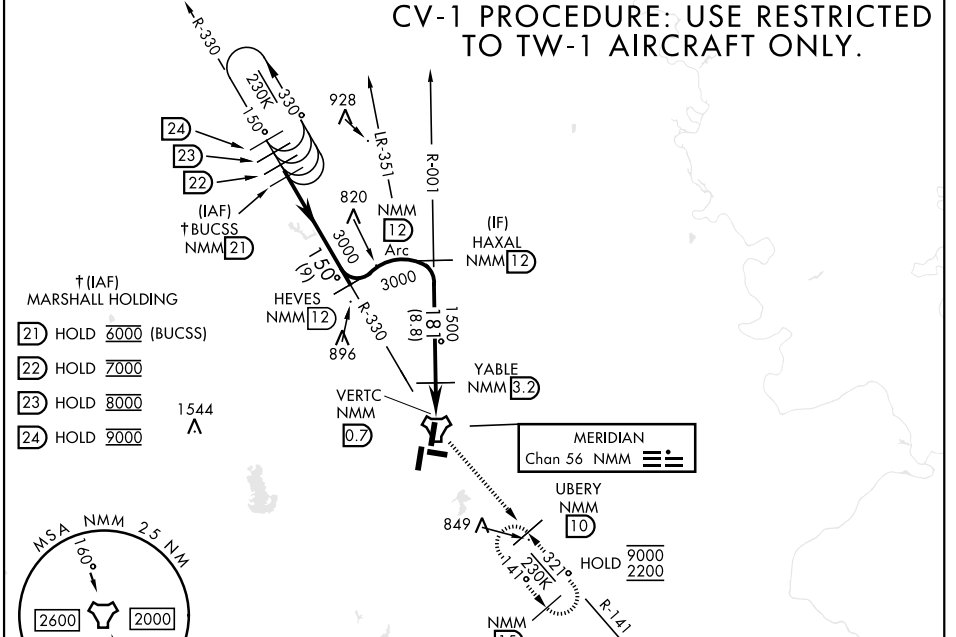 CV-1 PROCEDURE: USE RESTRICTED
TO TW-1 AIRCRAFT ONLY.
R-330
230K
330°
150°
24
23
22
(IAF)
†BUCSS
NMM 21
928
LR-351
R-001
820
NMM
12
Arc
3000
3000
(IF)
HAXAL
NMM 12
150°
(9)
HEVES
NMM 12
R-330
896
1500
181°
(8.8)
YABLE
NMM 3.2
VERTC
NMM
0.7
†(IAF)
MARSHALL HOLDING
21 HOLD 6000 (BUCSS)
22 HOLD 7000
23 HOLD 8000
24 HOLD 9000
1544
MERIDIAN
Chan 56 NMM
UBERY
NMM
10
849
HOLD 9000
2200
321°
230K
141°
R-141
NMM
15
MSA NMM 25 NM
160°
2600
2000